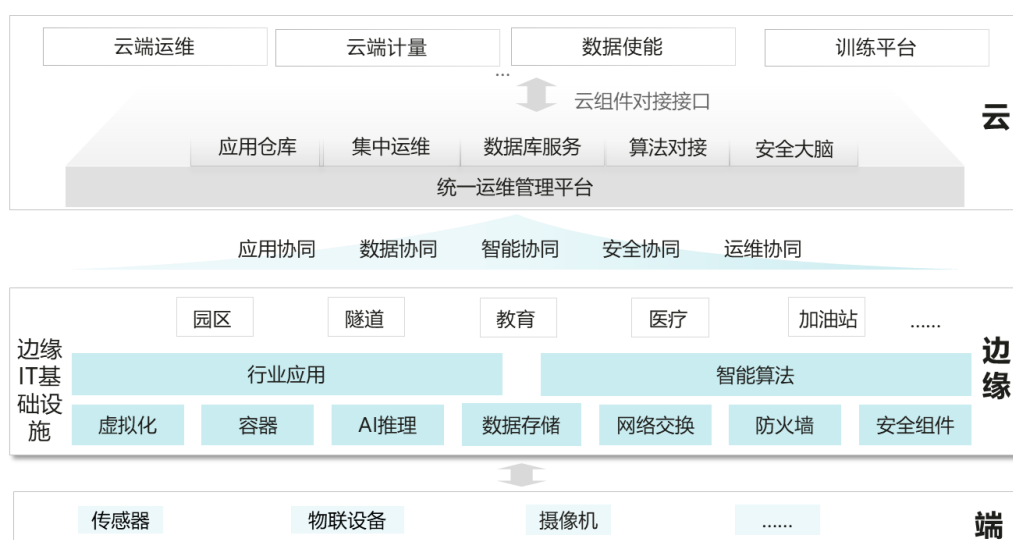 云端运维
云端计量
数据使能
训练平台
...
云组件对接接口
云
应用仓库
集中运维
数据库服务
算法对接
安全大脑
统一运维管理平台
应用协同
数据协同
智能协同
安全协同
运维协同
园区
隧道
教育
医疗
加油站
......
边缘
IT基
础设
施
行业应用
智能算法
边
缘
虚拟化
容器
AI推理
数据存储
网络交换
防火墙
安全组件
传感器
物联设备
摄像机
......
端